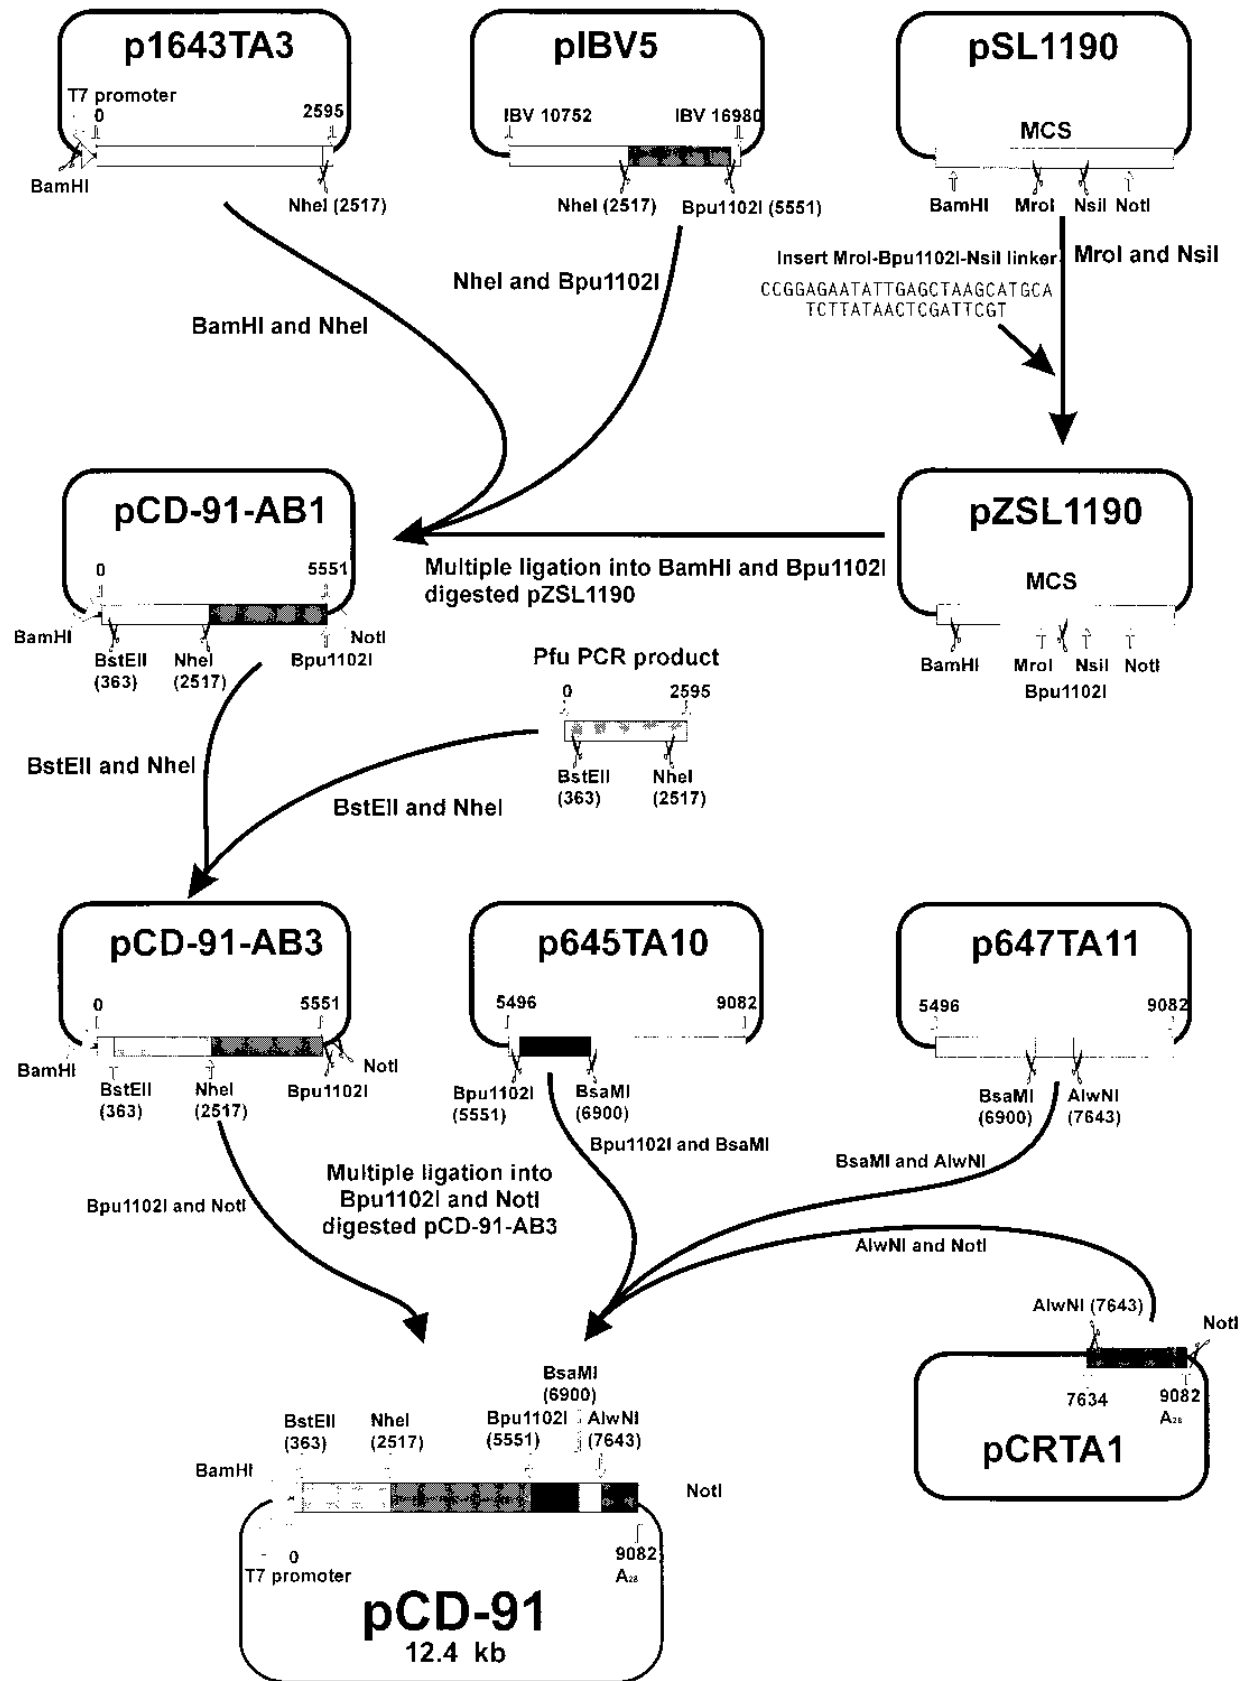 p1643TA3
T7 promoter
0
2595
BamHI
NheI (2517)
pIBV5
IBV 10752
IBV 16980
NheI (2517)
Bpu1102I (5551)
pSL1190
MCS
BamHI
MroI
NsiI
NotI
BamHI and NheI
NheI and Bpu1102I
Insert MroI-Bpu1102I-NsiI linker
CCGGAGAATATTGAGCTAAGCATGCA
TCTTATAACTCGATTCGT
MroI and NsiI
pCD-91-AB1
0
5551
BamHI
NotI
BstEII
(363)
NheI
(2517)
Bpu1102I
Multiple ligation into BamHI and Bpu1102I
digested pZSL1190
pZSL1190
MCS
BamHI
MroI
NsiI
NotI
Bpu1102I
Pfu PCR product
0
2595
BstEII
(363)
NheI
(2517)
BstEII and NheI
BstEII and NheI
pCD-91-AB3
0
5551
BamHI
NotI
BstEII
(363)
NheI
(2517)
Bpu1102I
p645TA10
5496
9082
Bpu1102I
(5551)
BsaMI
(6900)
p647TA11
5496
9082
BsaMI
(6900)
AlwNI
(7643)
Bpu1102I and NotI
Multiple ligation into
Bpu1102I and NotI
digested pCD-91-AB3
Bpu1102I and BsaMI
BsaMI and AlwNI
AlwNI and NotI
AlwNI (7643)
NotI
7634
9082
A28
pCRTA1
BsaMI
(6900)
BstEII
(363)
NheI
(2517)
Bpu1102I
(5551)
AlwNI
(7643)
BamHI
NotI
0
T7 promoter
9082
A28
pCD-91
12.4 kb